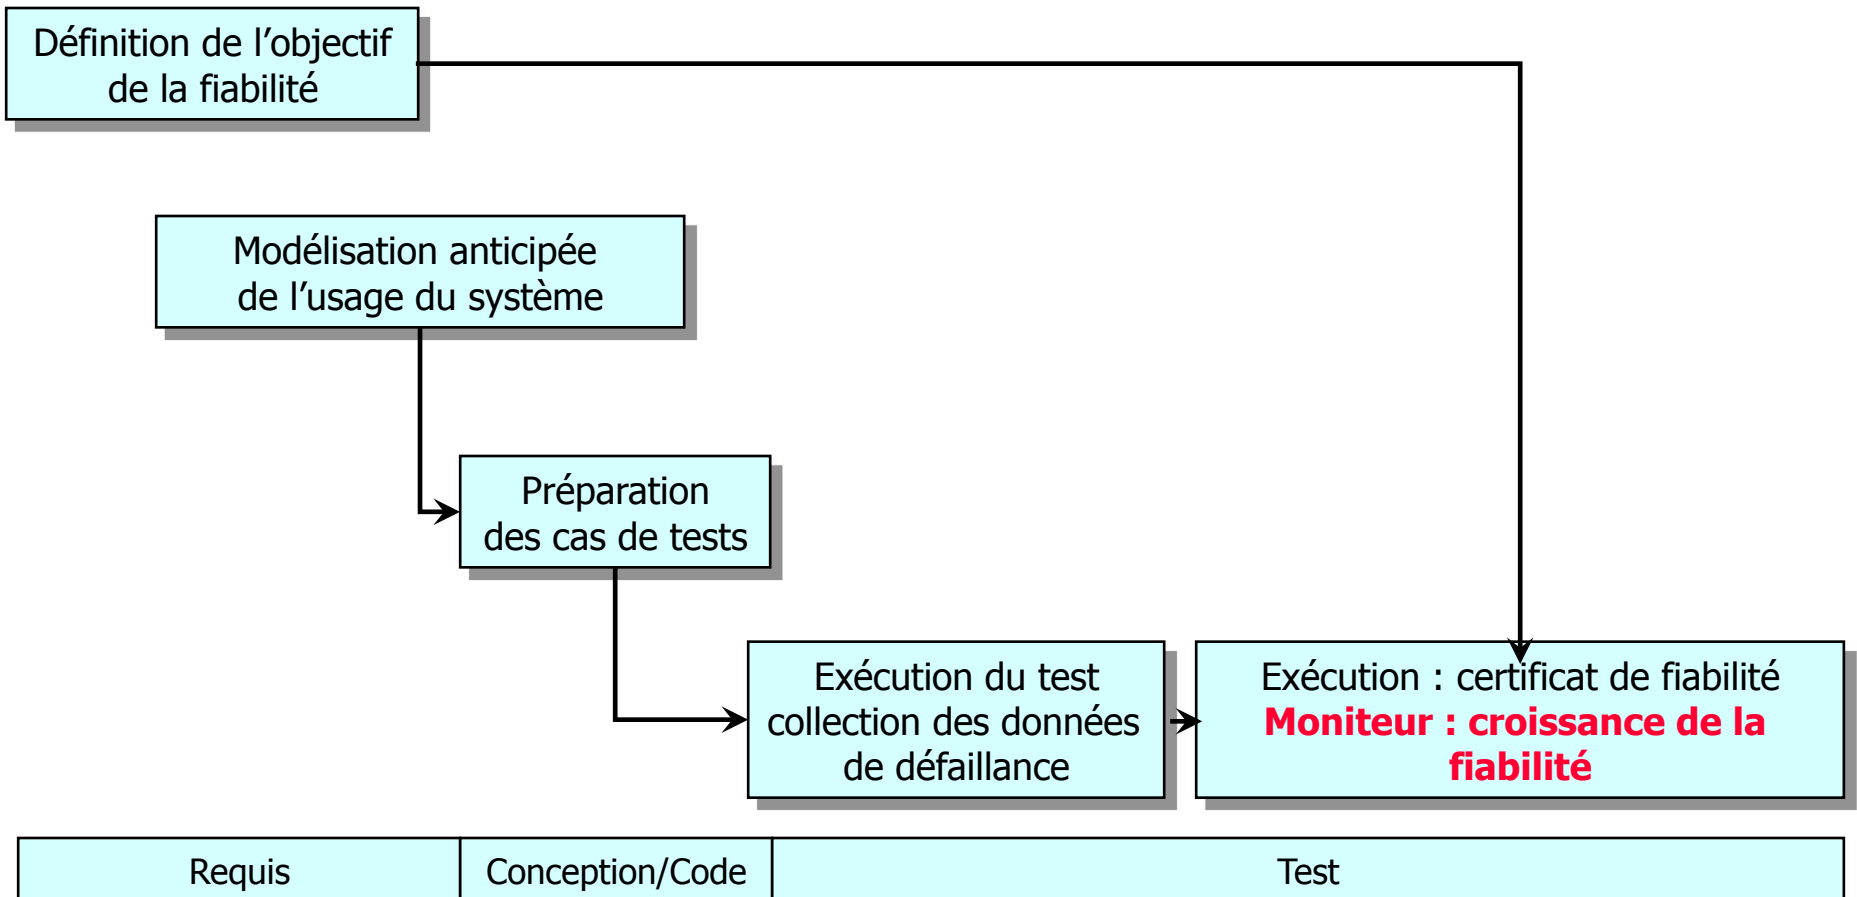 Définition de l’objectif
de la fiabilité
Modélisation anticipée
de l’usage du système
Préparation
des cas de tests
Exécution du test
collection des données
de défaillance
Exécution : certificat de fiabilité
Moniteur : croissance de la
fiabilité
Requis
Conception/Code
Test